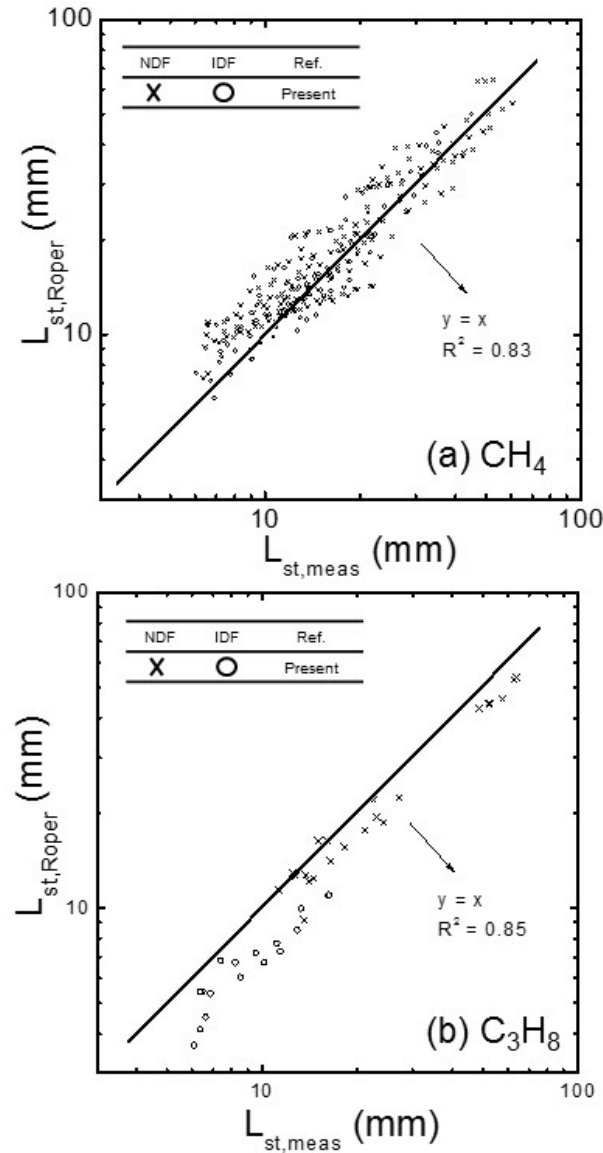 100
NDF IDF Ref.
X O Present
L_st,Roper (mm)
10
y = x
R² = 0.83
(a) CH₄
10 100
L_st,meas (mm)
100
NDF IDF Ref.
X O Present
L_st,Roper (mm)
10
y = x
R² = 0.85
(b) C₃H₈
10 100
L_st,meas (mm)